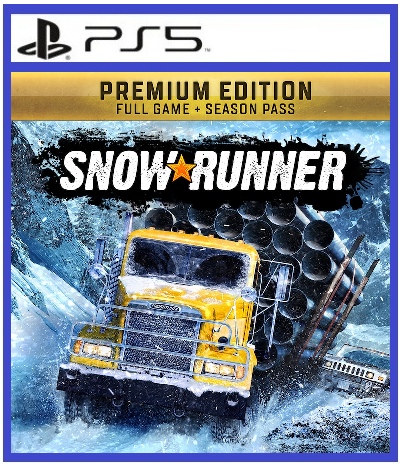 PS5
PREMIUM EDITION
FULL GAME + SEASON PASS
SNOWRUNNER